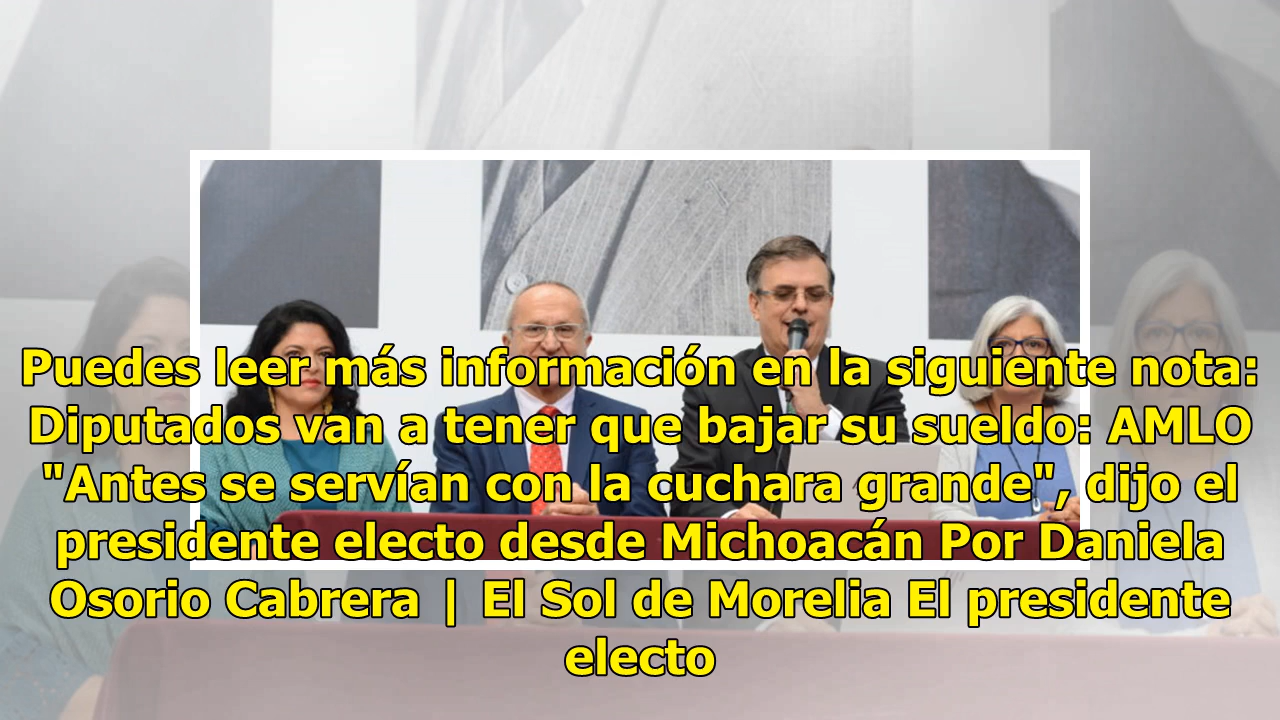 Puedes leer más información en la siguiente nota:
Diputados van a tener que bajar su sueldo: AMLO
"Antes se servían con la cuchara grande", dijo el
presidente electo desde Michoacán Por Daniela
Osorio Cabrera | El Sol de Morelia El presidente
electo